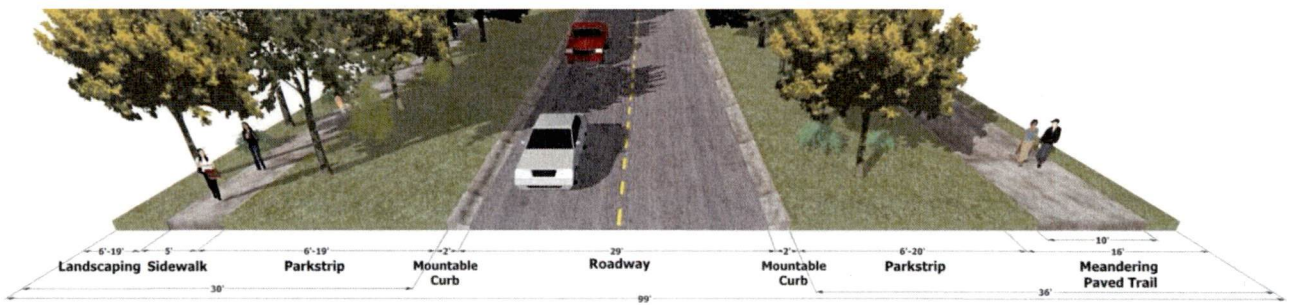 10'
6'-19' 5' 6'-19' 2' 29' 2' 6'-20' 16'
Landscaping Sidewalk Parkstrip Mountable Curb Roadway Mountable Curb Parkstrip Meandering Paved Trail
30' 36'
99'